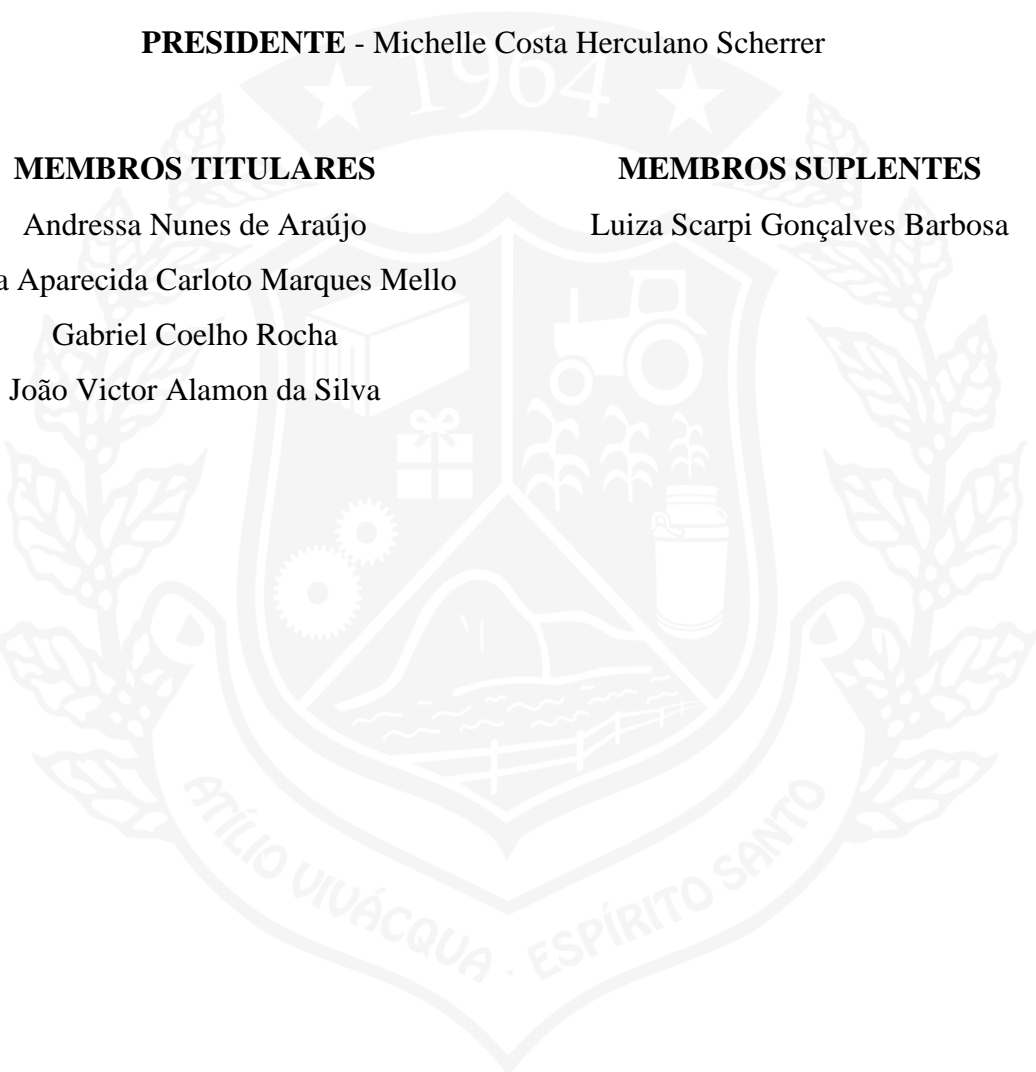 1964
PRESIDENTE - Michelle Costa Herculano Scherrer
MEMBROS TITULARES
Andressa Nunes de Araújo
a Aparecida Carloto Marques Mello
Gabriel Coelho Rocha
João Victor Alamon da Silva
MEMBROS SUPLENTES
Luiza Scarpi Gonçalves Barbosa
ATÍLIO VIVÁCQUA . ESPÍRITO SANTO